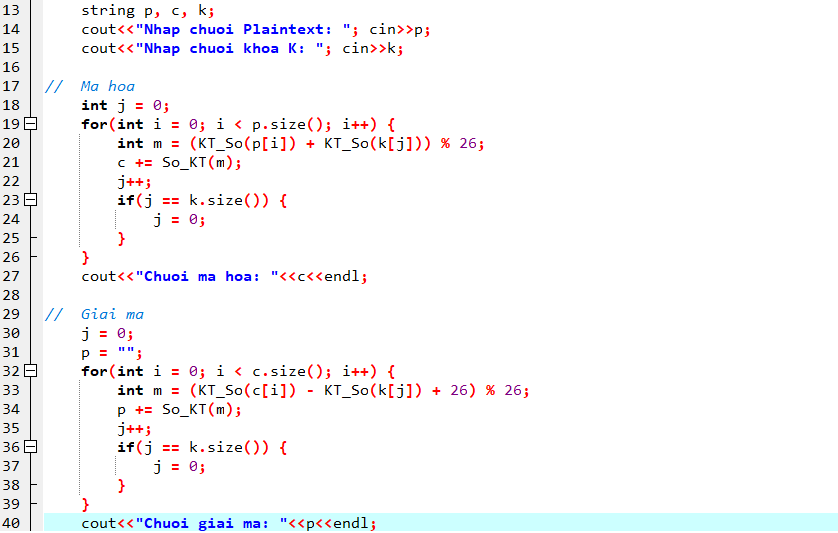 13 string p, c, k;
14 cout<<"Nhap chuoi Plaintext: "; cin>>p;
15 cout<<"Nhap chuoi khoa K: "; cin>>k;
16
17 // Ma hoa
18 int j = 0;
19 for(int i = 0; i < p.size(); i++) {
20 int m = (KT_So(p[i]) + KT_So(k[j])) % 26;
21 c += So_KT(m);
22 j++;
23 if(j == k.size()) {
24 j = 0;
25 }
26 }
27 cout<<"Chuoi ma hoa: "<<c<<endl;
28
29 // Giai ma
30 j = 0;
31 p = "";
32 for(int i = 0; i < c.size(); i++) {
33 int m = (KT_So(c[i]) - KT_So(k[j]) + 26) % 26;
34 p += So_KT(m);
35 j++;
36 if(j == k.size()) {
37 j = 0;
38 }
39 }
40 cout<<"Chuoi giai ma: "<<p<<endl;